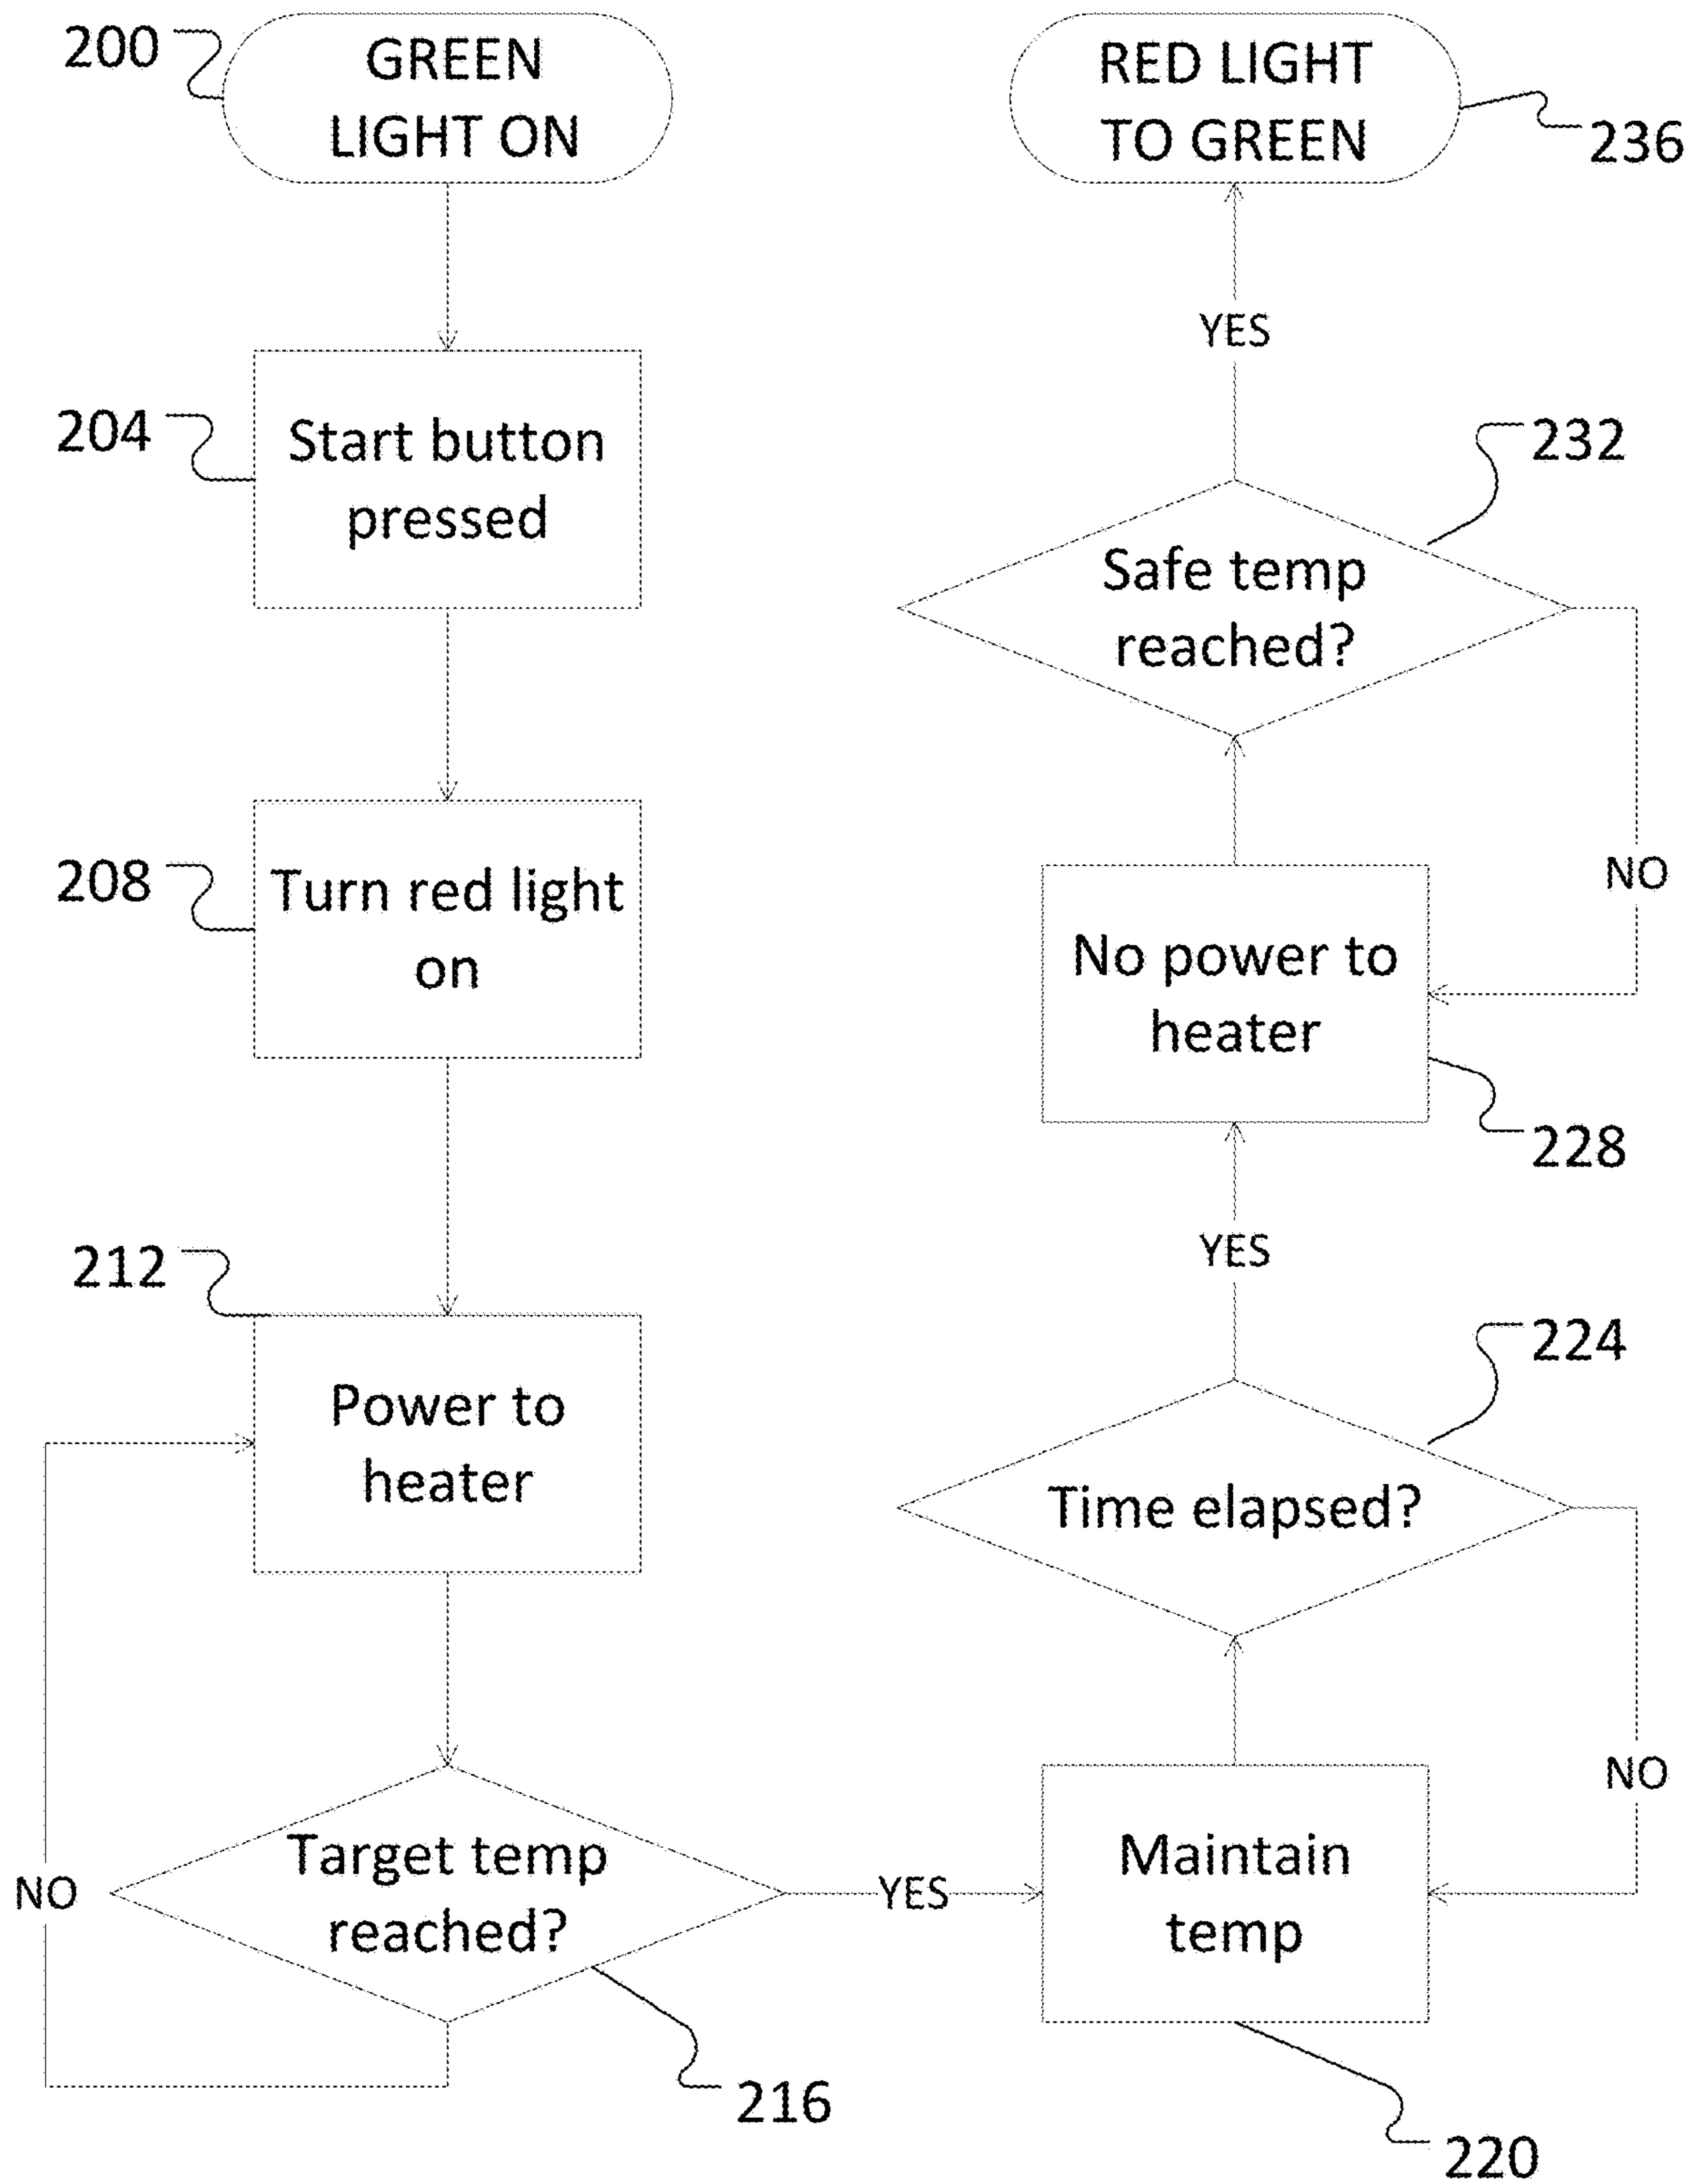 200
GREEN
LIGHT ON
204
Start button
pressed
208
Turn red light
on
212
Power to
heater
NO
Target temp
reached?
216
YES
Maintain
temp
220
NO
Time elapsed?
224
YES
No power to
heater
228
NO
Safe temp
reached?
232
YES
RED LIGHT
TO GREEN
236